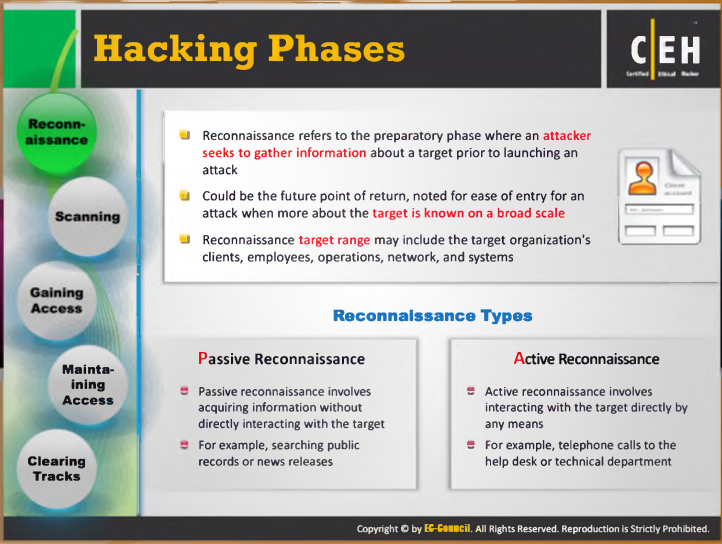 Hacking Phases
CEH
Certified Ethical Hacker
Reconn-
aissance
Scanning
Gaining
Access
Mainta-
ining
Access
Clearing
Tracks
Reconnaissance refers to the preparatory phase where an attacker
seeks to gather information about a target prior to launching an
attack
Could be the future point of return, noted for ease of entry for an
attack when more about the target is known on a broad scale
Reconnaissance target range may include the target organization's
clients, employees, operations, network, and systems
Client
account
Reconnaissance Types
Passive Reconnaissance
Passive reconnaissance involves
acquiring information without
directly interacting with the target
For example, searching public
records or news releases
Active Reconnaissance
Active reconnaissance involves
interacting with the target directly by
any means
For example, telephone calls to the
help desk or technical department
Copyright © by EC-Council. All Rights Reserved. Reproduction is Strictly Prohibited.